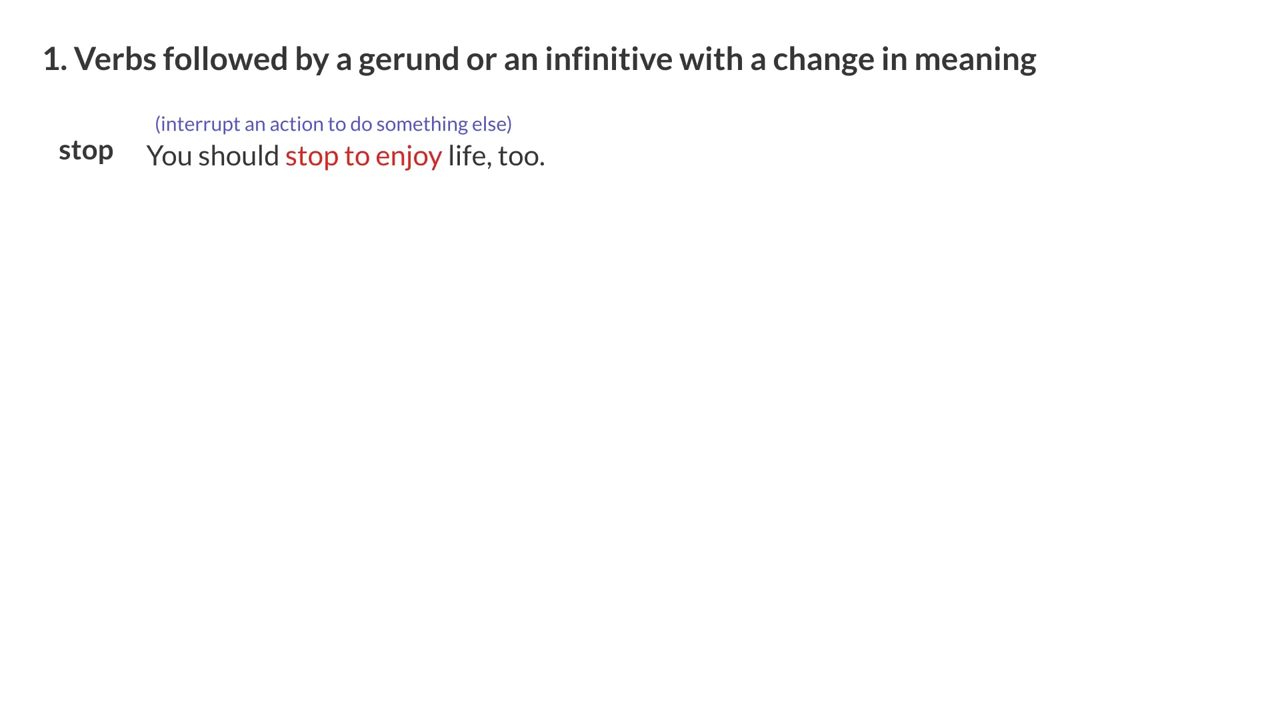 1. Verbs followed by a gerund or an infinitive with a change in meaning
(interrupt an action to do something else)
stop You should stop to enjoy life, too.